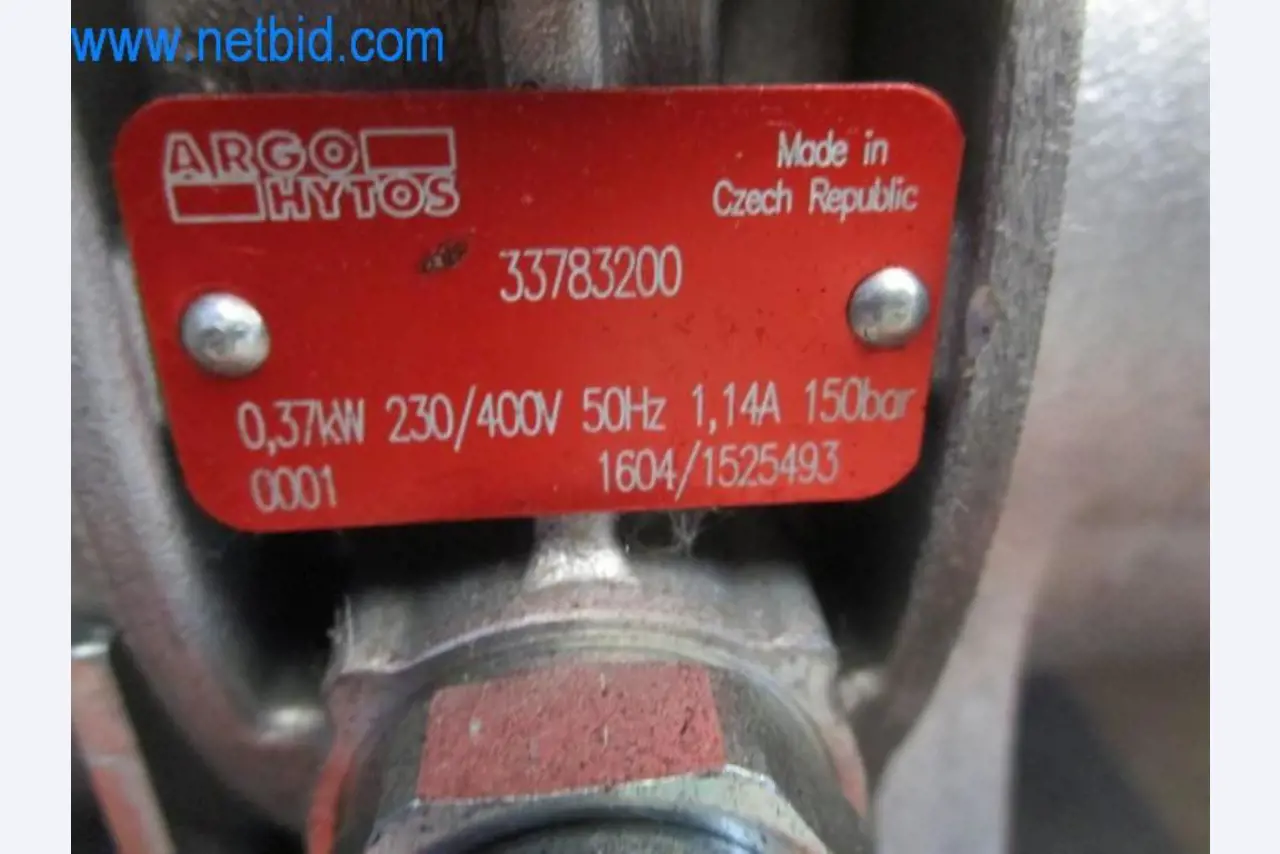 www.netbid.com
ARGO
HYTOS
Made in
Czech Republic
33783200
0,37kW 230/400V 50Hz 1,14A 150bar
0001 1604/1525493